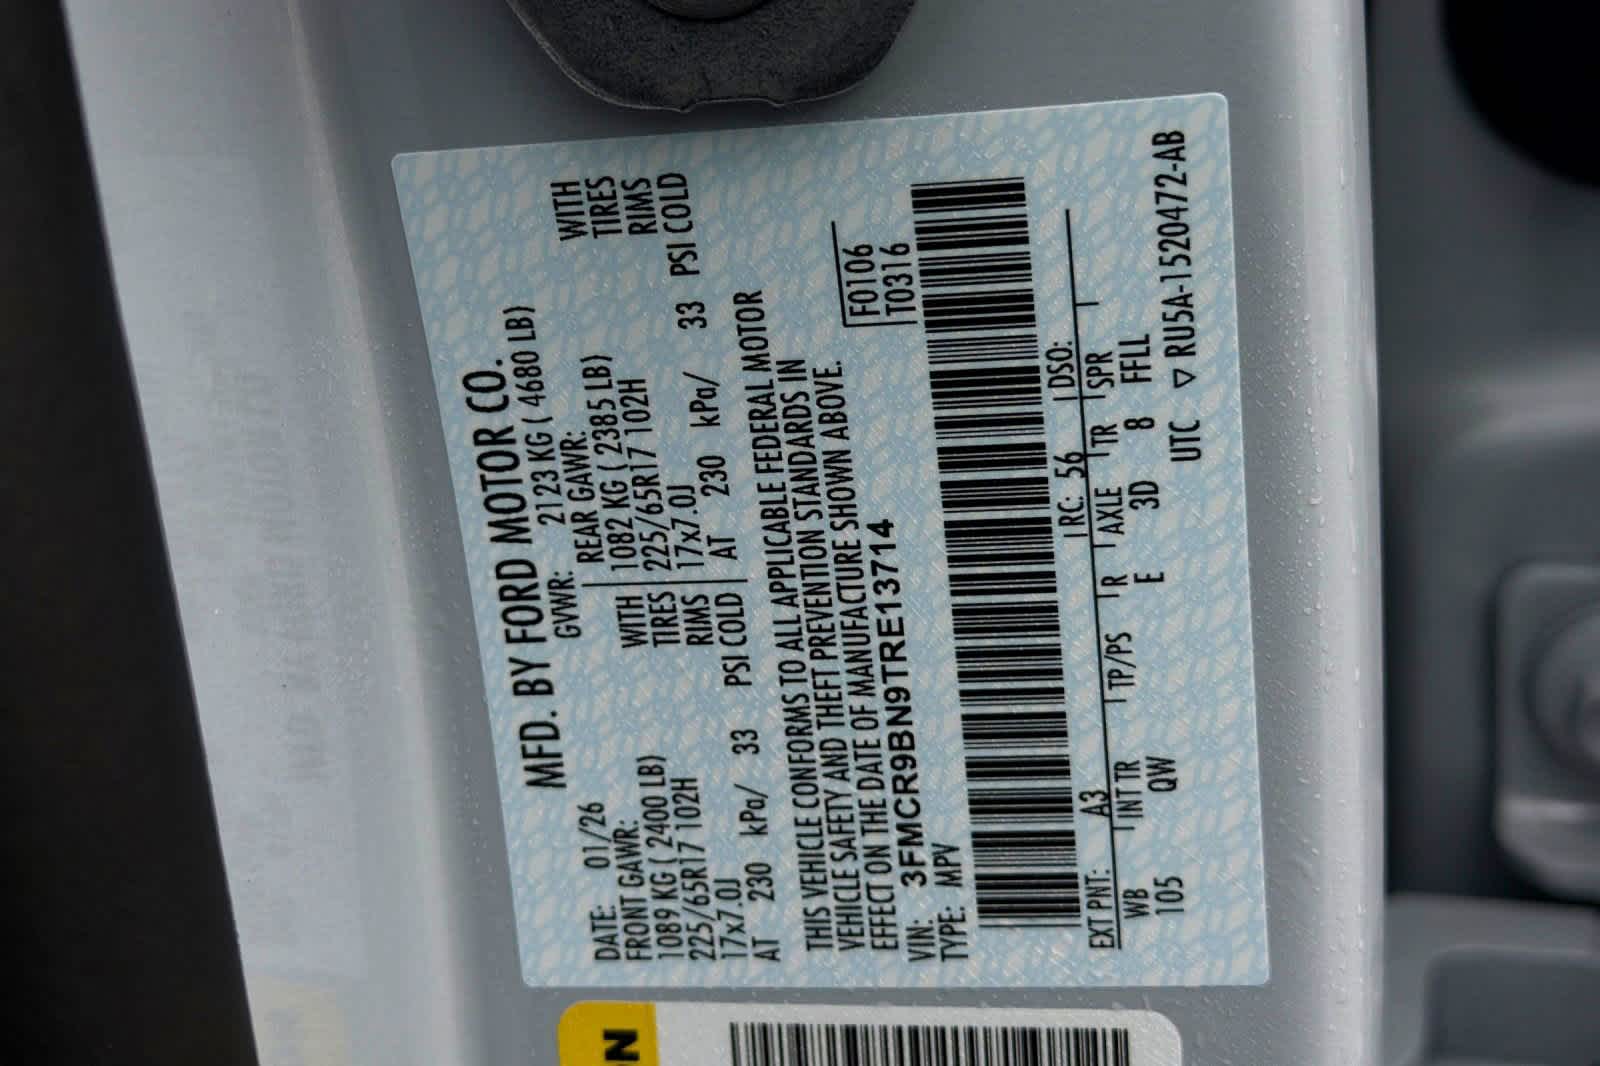 MFD. BY FORD MOTOR CO.
DATE: 01/26 GVWR: 2123 KG ( 4680 LB)
FRONT GAWR: REAR GAWR:
1089 KG ( 2400 LB) WITH 1082 KG ( 2385 LB) WITH
225/65R17 102H TIRES 225/65R17 102H TIRES
17x7.0J RIMS 17x7.0J RIMS
AT 230 kPa/ 33 PSI COLD AT 230 kPa/ 33 PSI COLD
THIS VEHICLE CONFORMS TO ALL APPLICABLE FEDERAL MOTOR
VEHICLE SAFETY AND THEFT PREVENTION STANDARDS IN
EFFECT ON THE DATE OF MANUFACTURE SHOWN ABOVE.
VIN: 3FMCR9BN9TRE13714 F0106
TYPE: MPV T0316
EXT PNT: A3 RC: 56 DSO:
WB INT TR TP/PS R AXLE TR SPR
105 QW E 3D 8 FFLL
UTC ▽ RU5A-1520472-AB
ON